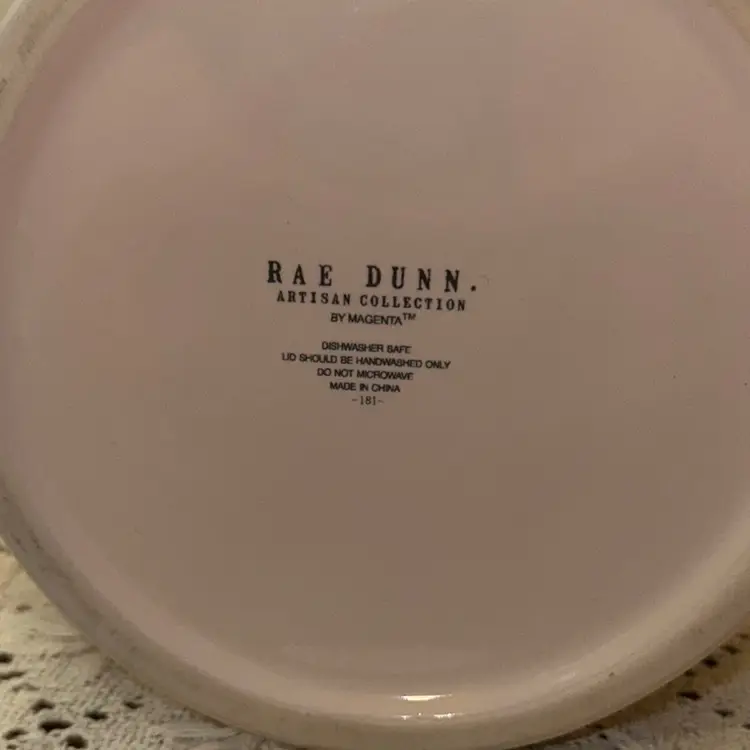 RAE DUNN.
ARTISAN COLLECTION
BY MAGENTA™
DISHWASHER SAFE
LID SHOULD BE HANDWASHED ONLY
DO NOT MICROWAVE
MADE IN CHINA
-181-